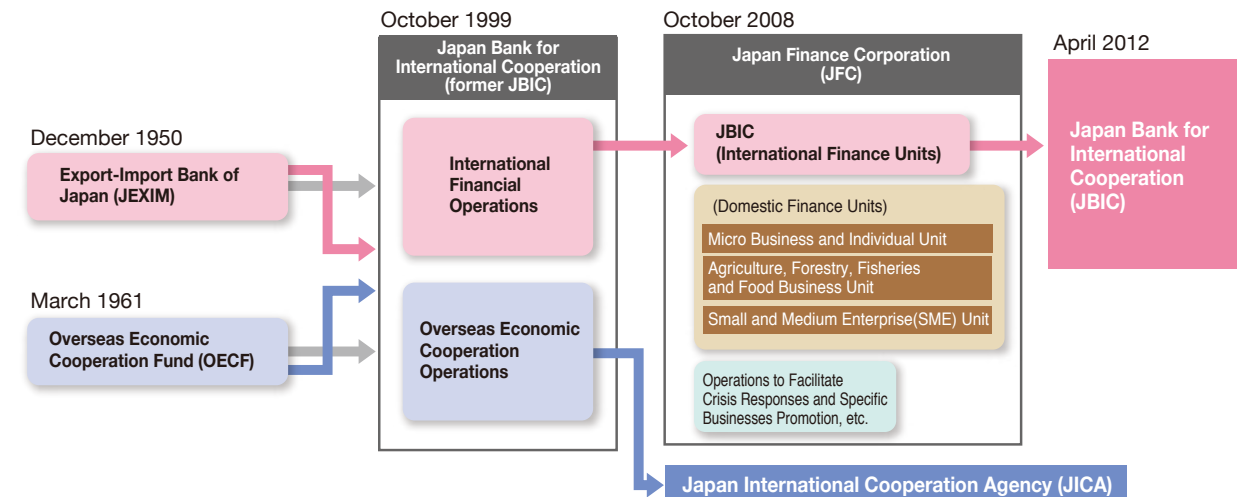 December 1950
Export-Import Bank of
Japan (JEXIM)
March 1961
Overseas Economic
Cooperation Fund (OECF)
October 1999
Japan Bank for
International Cooperation
(former JBIC)
International
Financial
Operations
Overseas Economic
Cooperation
Operations
October 2008
Japan Finance Corporation
(JFC)
JBIC
(International Finance Units)
(Domestic Finance Units)
Micro Business and Individual Unit
Agriculture, Forestry, Fisheries
and Food Business Unit
Small and Medium Enterprise(SME) Unit
Operations to Facilitate
Crisis Responses and Specific
Businesses Promotion, etc.
Japan International Cooperation Agency (JICA)
April 2012
Japan Bank for
International
Cooperation
(JBIC)